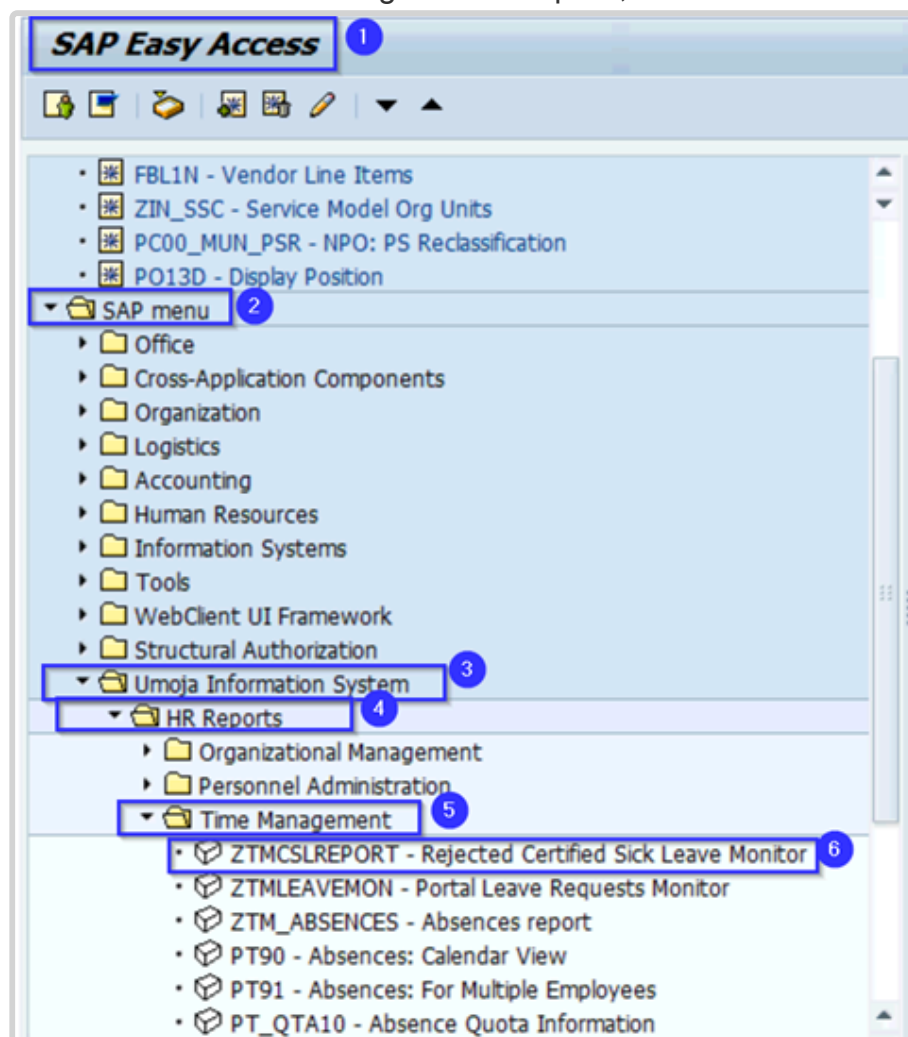 SAP Easy Access 1
FBL1N - Vendor Line Items
ZIN_SSC - Service Model Org Units
PC00_MUN_PSR - NPO: PS Reclassification
PO13D - Display Position
SAP menu 2
Office
Cross-Application Components
Organization
Logistics
Accounting
Human Resources
Information Systems
Tools
WebClient UI Framework
Structural Authorization
Umoja Information System 3
HR Reports 4
Organizational Management
Personnel Administration
Time Management 5
ZTMCSLREPORT - Rejected Certified Sick Leave Monitor 6
ZTMLEAVEMON - Portal Leave Requests Monitor
ZTM_ABSENCES - Absences report
PT90 - Absences: Calendar View
PT91 - Absences: For Multiple Employees
PT_QTA10 - Absence Quota Information